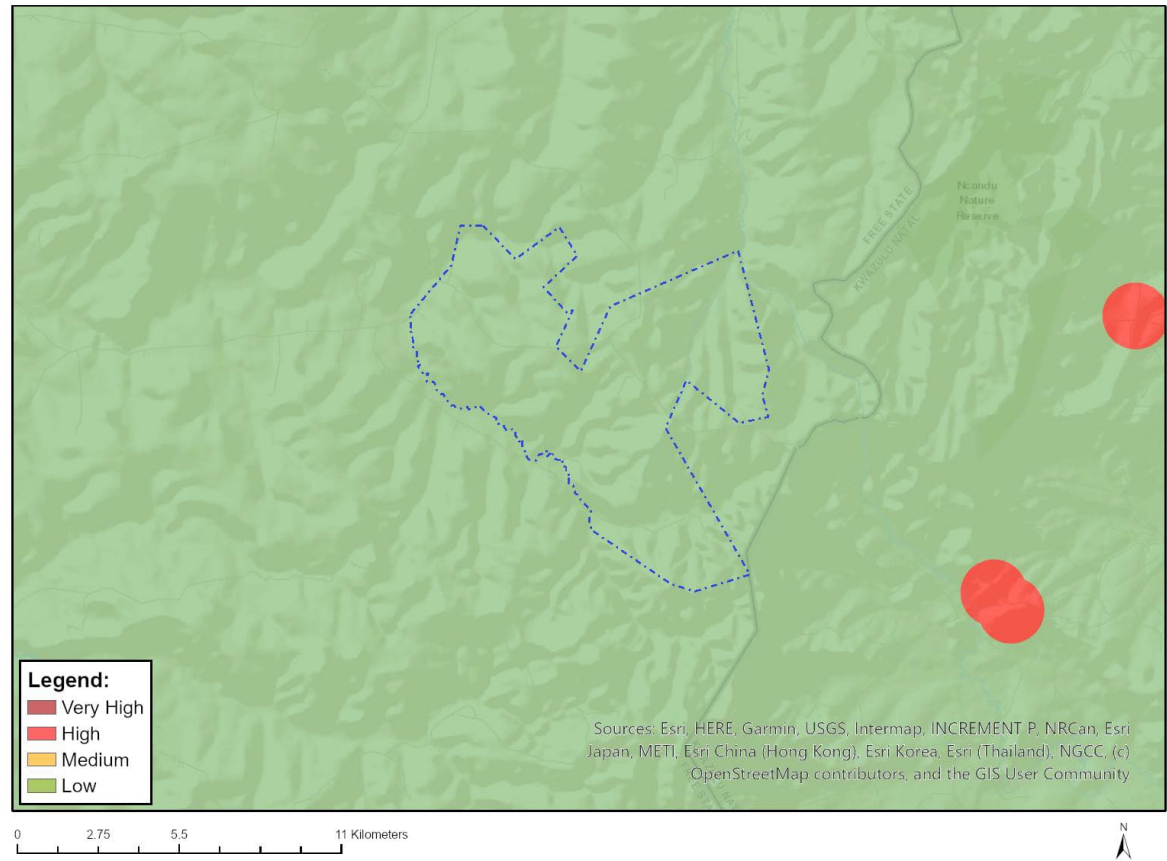 Ncandu
Nature
Reserve
FREE STATE
KWAZULU NATAL
Legend:
Very High
High
Medium
Low
Sources: Esri, HERE, Garmin, USGS, Intermap, INCREMENT P, NRCan, Esri
Japan, METI, Esri China (Hong Kong), Esri Korea, Esri (Thailand), NGCC, (c)
OpenStreetMap contributors, and the GIS User Community
0 2.75 5.5 11 Kilometers
N